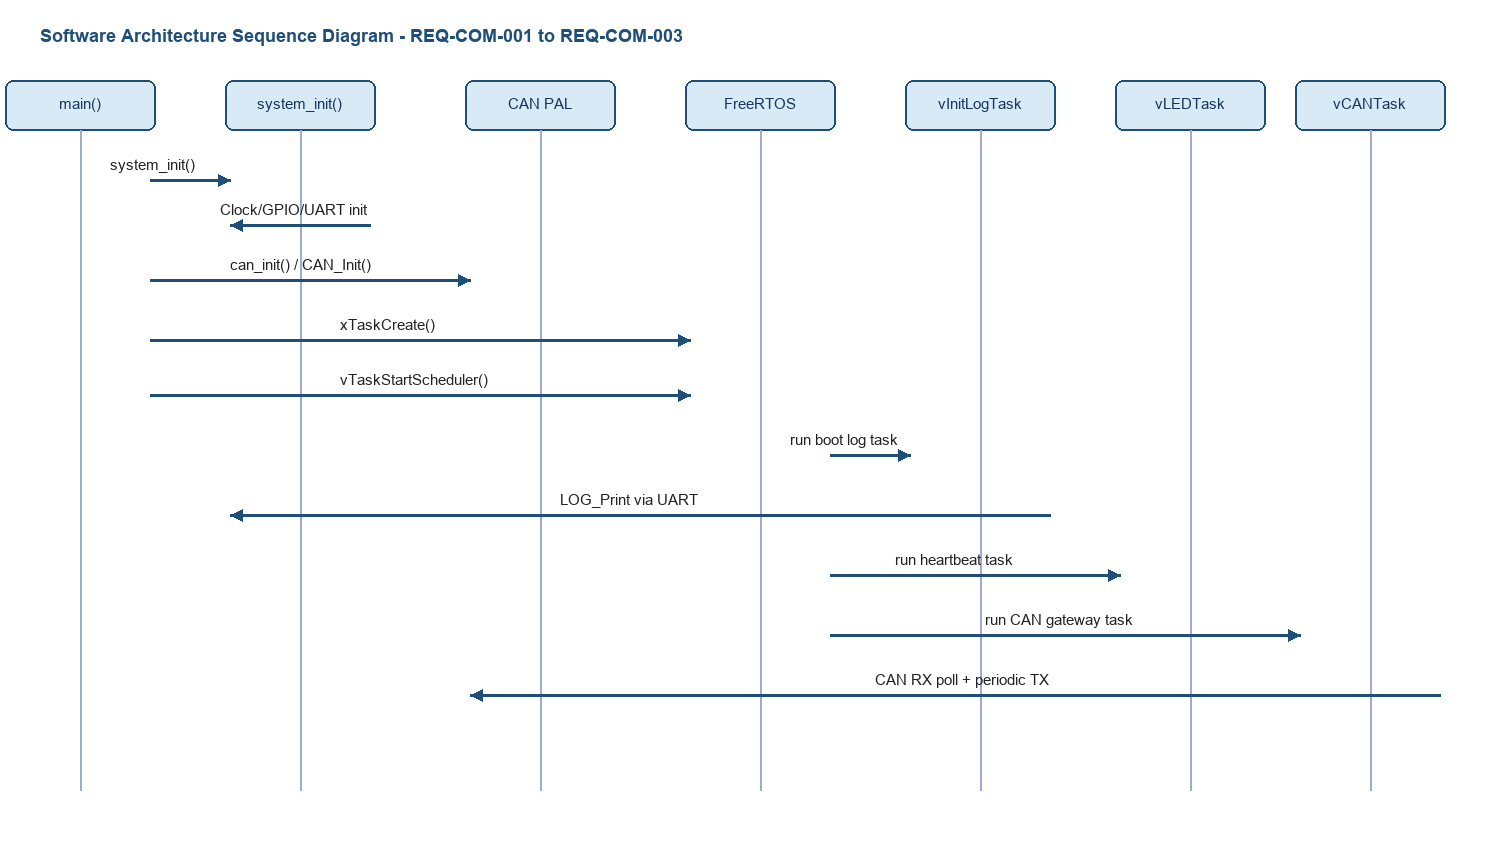 Software Architecture Sequence Diagram - REQ-COM-001 to REQ-COM-003
main()
system_init()
CAN PAL
FreeRTOS
vInitLogTask
vLEDTask
vCANTask
system_init()
Clock/GPIO/UART init
can_init() / CAN_Init()
xTaskCreate()
vTaskStartScheduler()
run boot log task
LOG_Print via UART
run heartbeat task
run CAN gateway task
CAN RX poll + periodic TX